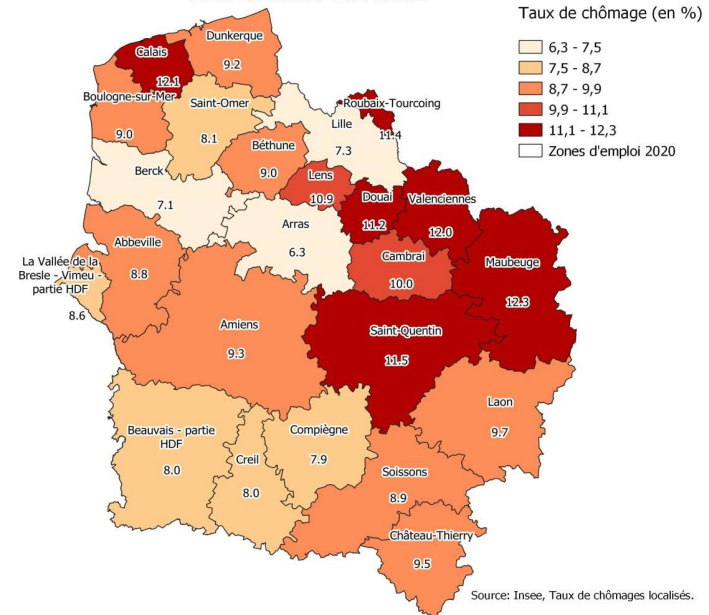 Taux de chômage (en %)
6,3 - 7,5
7,5 - 8,7
8,7 - 9,9
9,9 - 11,1
11,1 - 12,3
Zones d'emploi 2020
Dunkerque
9.2
Calais
12.1
Boulogne-sur-Mer
9.0
Saint-Omer
8.1
Roubaix-Tourcoing
11.4
Lille
7.3
Béthune
9.0
Berck
7.1
Lens
10.9
Douai
11.2
Valenciennes
12.0
Arras
6.3
Cambrai
10.0
Maubeuge
12.3
Abbeville
8.8
La Vallée de la
Bresle - Vimeu -
partie HDF
8.6
Amiens
9.3
Saint-Quentin
11.5
Laon
9.7
Beauvais - partie
HDF
8.0
Creil
8.0
Compiègne
7.9
Soissons
8.9
Château-Thierry
9.5
Source: Insee, Taux de chômages localisés.